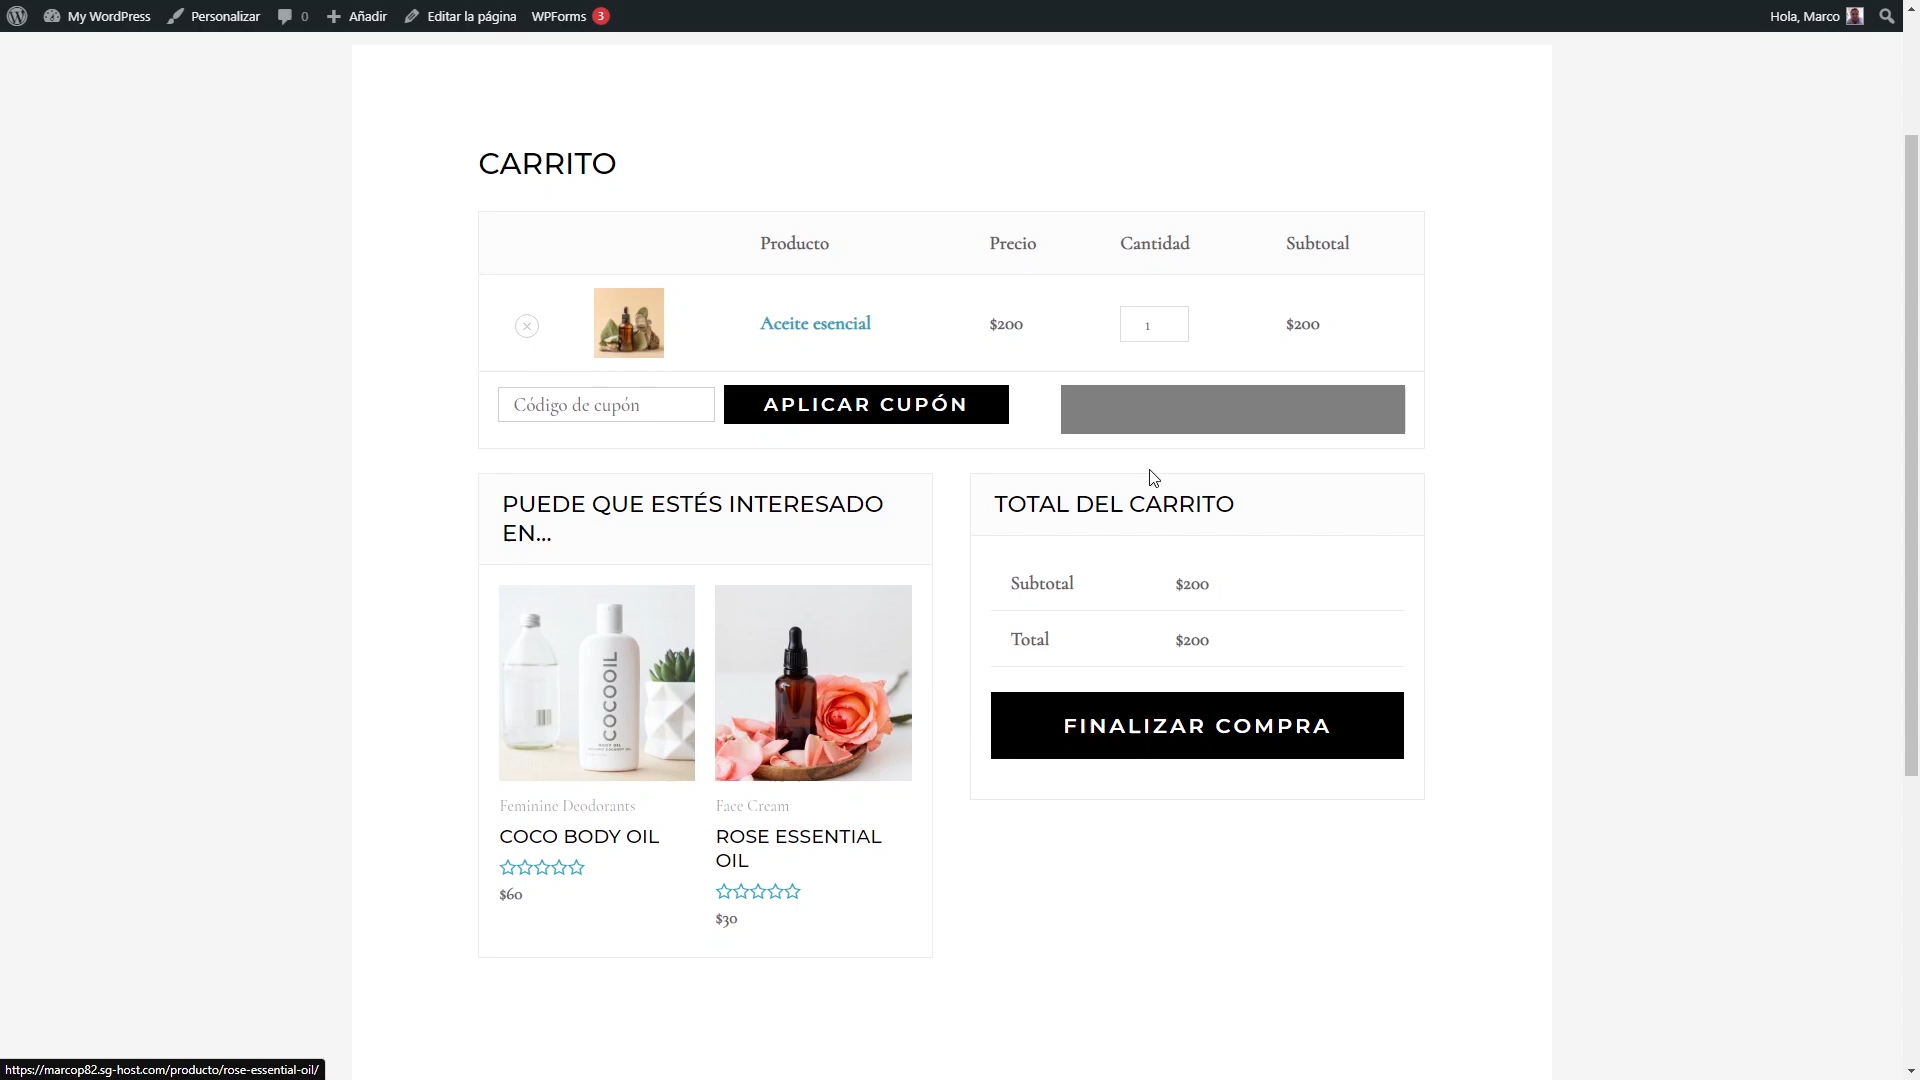 My WordPress Personalizar 0 Añadir Editar la página WPForms 3 Hola, Marco
CARRITO
Producto Precio Cantidad Subtotal
Aceite esencial $200 1 $200
Código de cupón APLICAR CUPÓN
PUEDE QUE ESTÉS INTERESADO
EN...
COCOOIL
BODY OIL
Feminine Deodorants
COCO BODY OIL
$60
Face Cream
ROSE ESSENTIAL
OIL
$30
TOTAL DEL CARRITO
Subtotal $200
Total $200
FINALIZAR COMPRA
https://marcop82.sg-host.com/producto/rose-essential-oil/